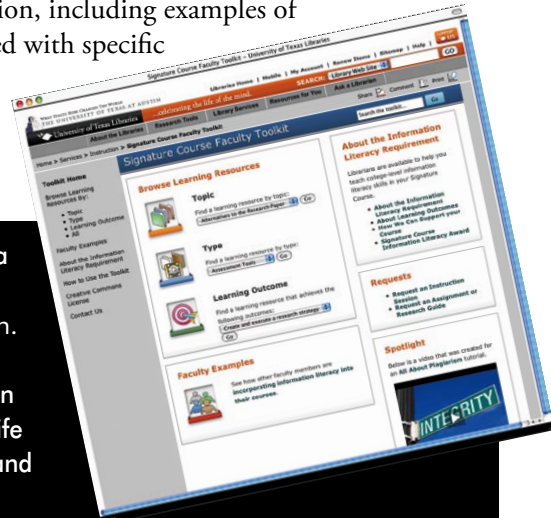 ion, including examples of
ed with specific
a
n.
n
ife
and
Signature Course Faculty Toolkit – University of Texas Libraries
Libraries Home | Mobile | My Account | Renew Items | Sitemap | Help |
WHAT STARTS HERE CHANGES THE WORLD
THE UNIVERSITY OF TEXAS AT AUSTIN
SEARCH: Library Web Site GO
University of Texas Libraries ...celebrating the life of the mind.
About the Libraries Research Tools Library Services Resources for You Ask a Librarian
Home > Services > Instruction > Signature Course Faculty Toolkit
Share Comment Print
Signature Course Faculty Toolkit
Search the toolkit... Go
Toolkit Home
Browse Learning
Resources By:
• Topic
• Type
• Learning Outcome
• All
Faculty Examples
About the Information
Literacy Requirement
How to Use the Toolkit
Creative Commons
License
Contact Us
Browse Learning Resources
Topic
Find a learning resource by topic:
Alternatives to the Research Paper Go
Type
Find a learning resource by type:
Assessment Tools Go
Learning Outcome
Find a learning resource that achieves the
following outcomes:
Create and execute a research strategy
Go
Faculty Examples
See how other faculty members are
incorporating information literacy into
their courses.
About the Information
Literacy Requirement
Librarians are available to help you
teach college-level information
literacy skills in your Signature
Course.
• About the Information
Literacy Requirement
• About Learning Outcomes
• How We Can Support your
Course
• Signature Course
Information Literacy Award
Requests
• Request an Instruction
Session
• Request an Assignment or
Research Guide
Spotlight
Below is a video that was created for
an All About Plagiarism tutorial.
INTEGRITY